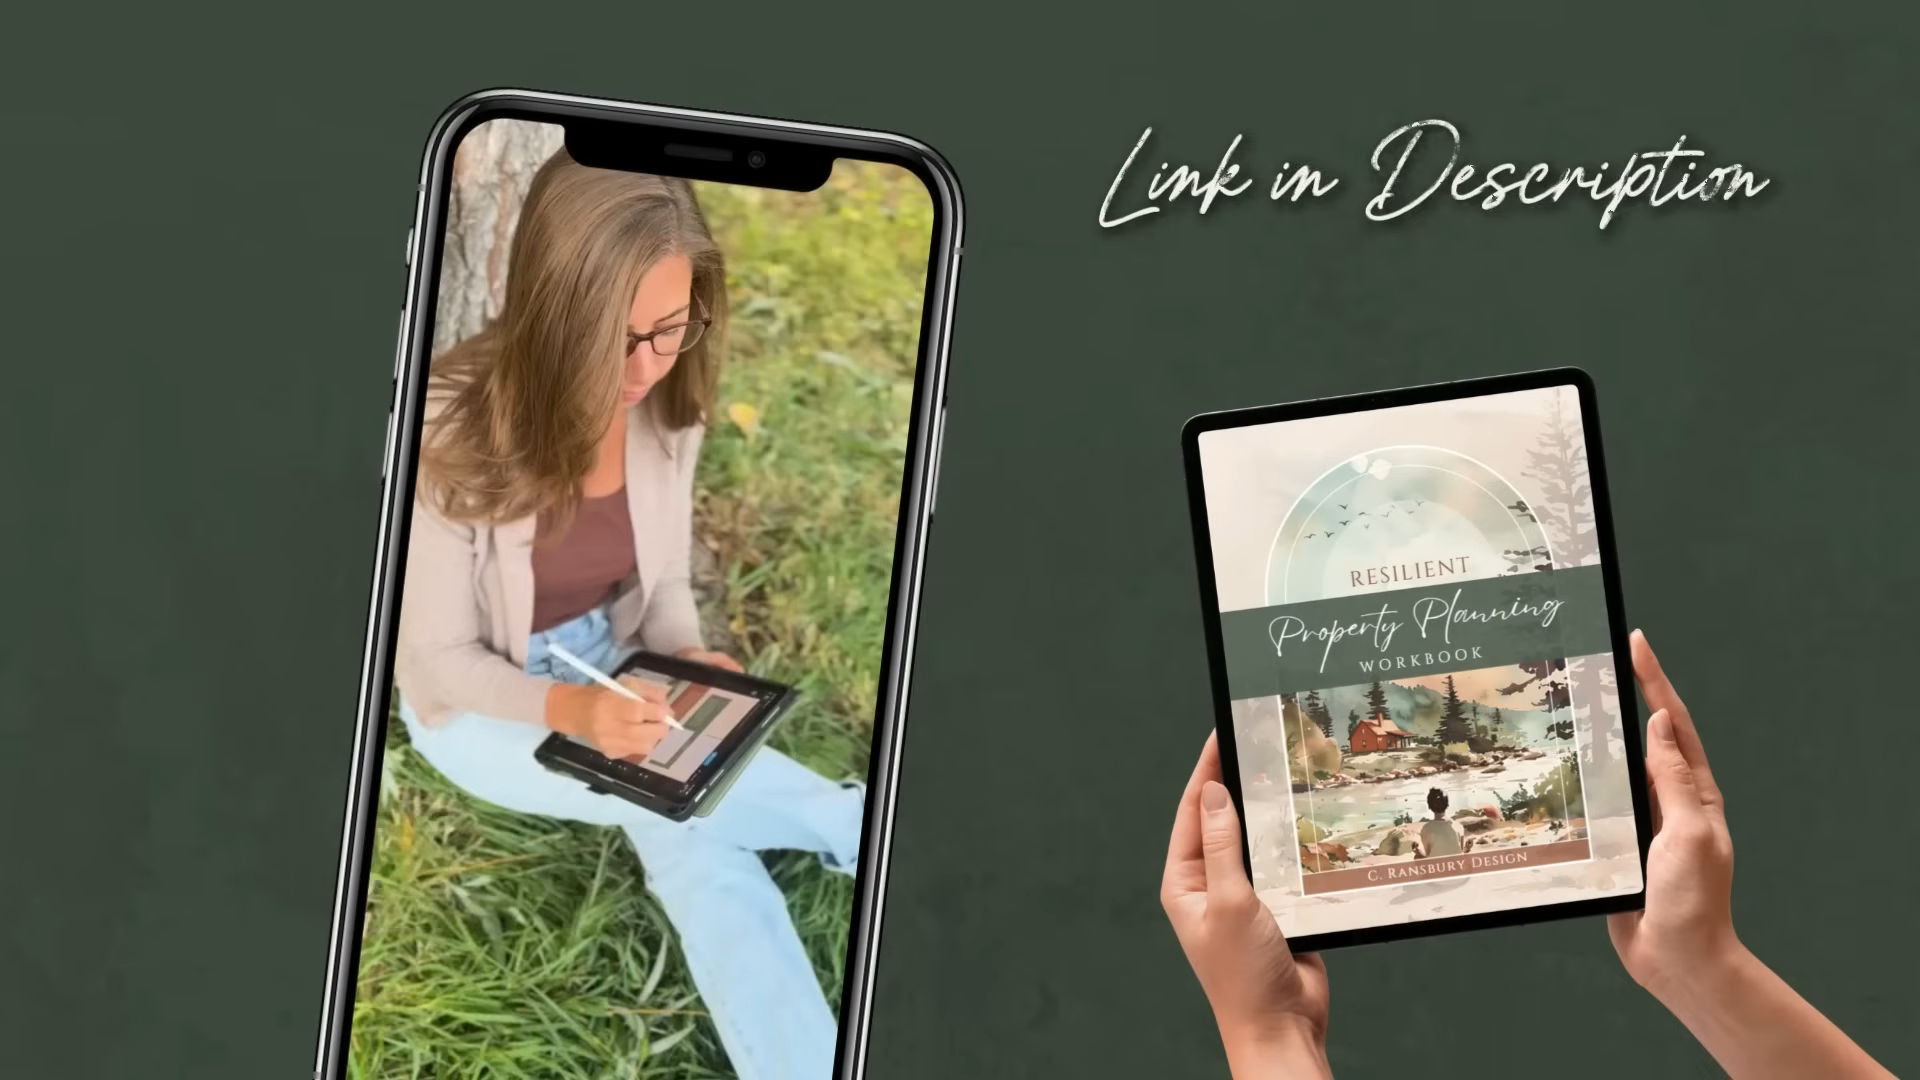 Link in Description
RESILIENT
Property Planning
WORKBOOK
C. RANSBURY DESIGN